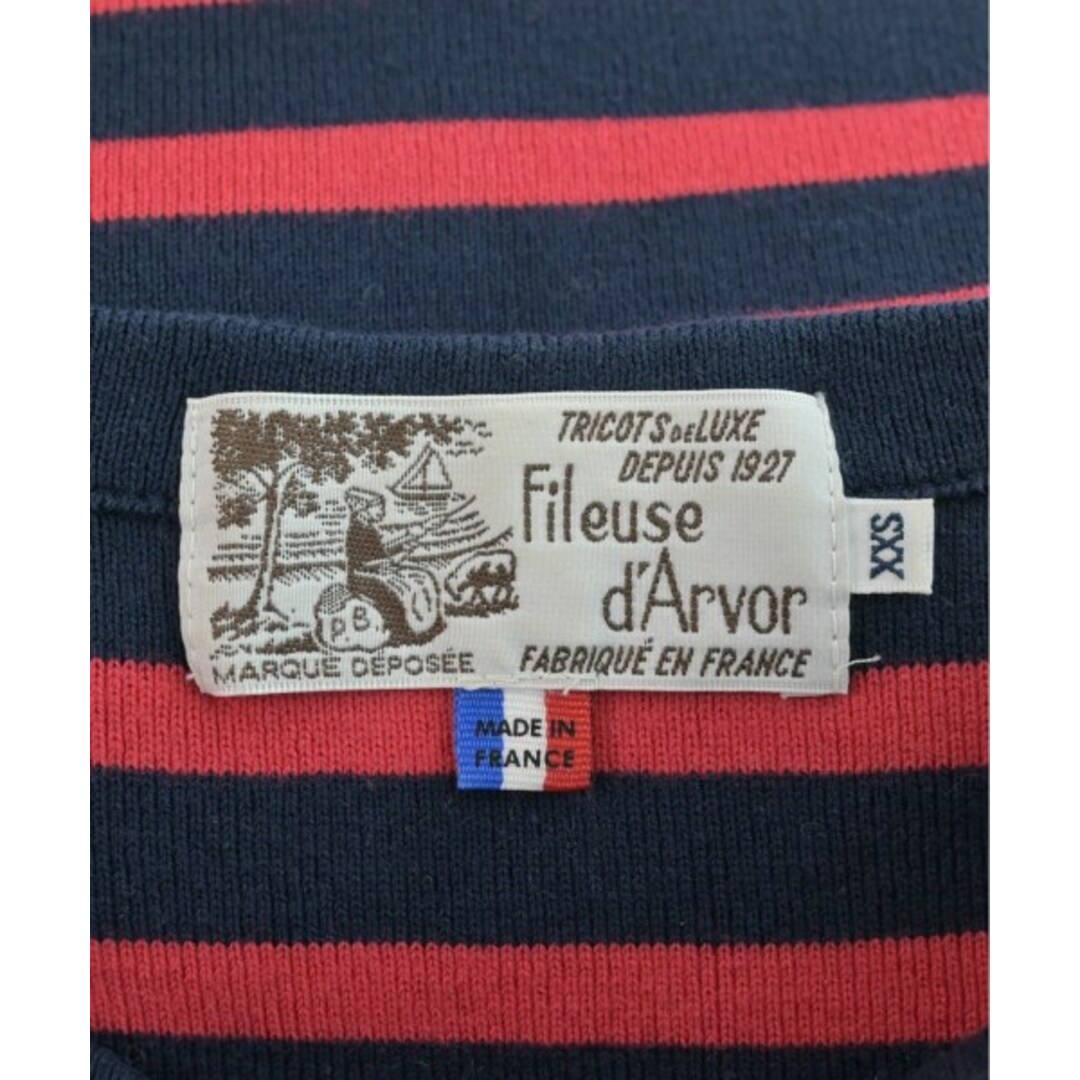 TRICOTS DE LUXE
DEPUIS 1927
Fileuse
d'Arvor
P.B.
MARQUE DÉPOSÉE
FABRIQUÉ EN FRANCE
XXS
MADE IN
FRANCE